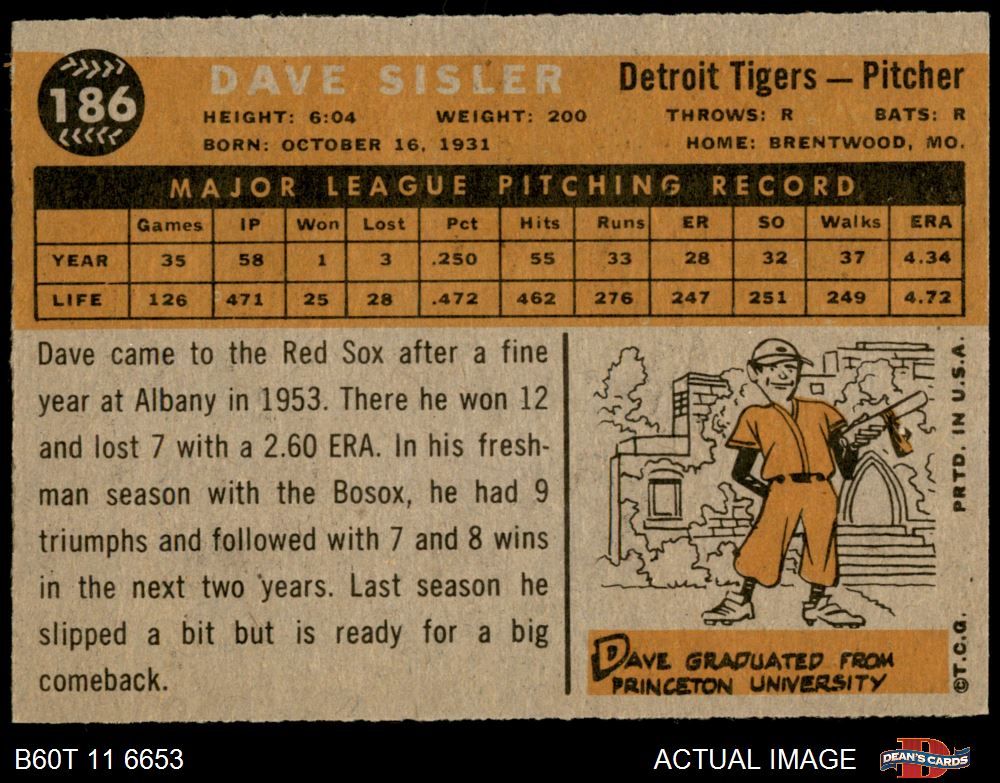 186
DAVE SISLER
Detroit Tigers — Pitcher
HEIGHT: 6:04 WEIGHT: 200 THROWS: R BATS: R
BORN: OCTOBER 16, 1931 HOME: BRENTWOOD, MO.
MAJOR LEAGUE PITCHING RECORD
Games IP Won Lost Pct Hits Runs ER SO Walks ERA
YEAR 35 58 1 3 .250 55 33 28 32 37 4.34
LIFE 126 471 25 28 .472 462 276 247 251 249 4.72
Dave came to the Red Sox after a fine
year at Albany in 1953. There he won 12
and lost 7 with a 2.60 ERA. In his fresh-
man season with the Bosox, he had 9
triumphs and followed with 7 and 8 wins
in the next two years. Last season he
slipped a bit but is ready for a big
comeback.
DAVE GRADUATED FROM
PRINCETON UNIVERSITY
©T.C.G. PRTD. IN U.S.A.
B60T 11 6653
ACTUAL IMAGE
D
DEAN'S CARDS